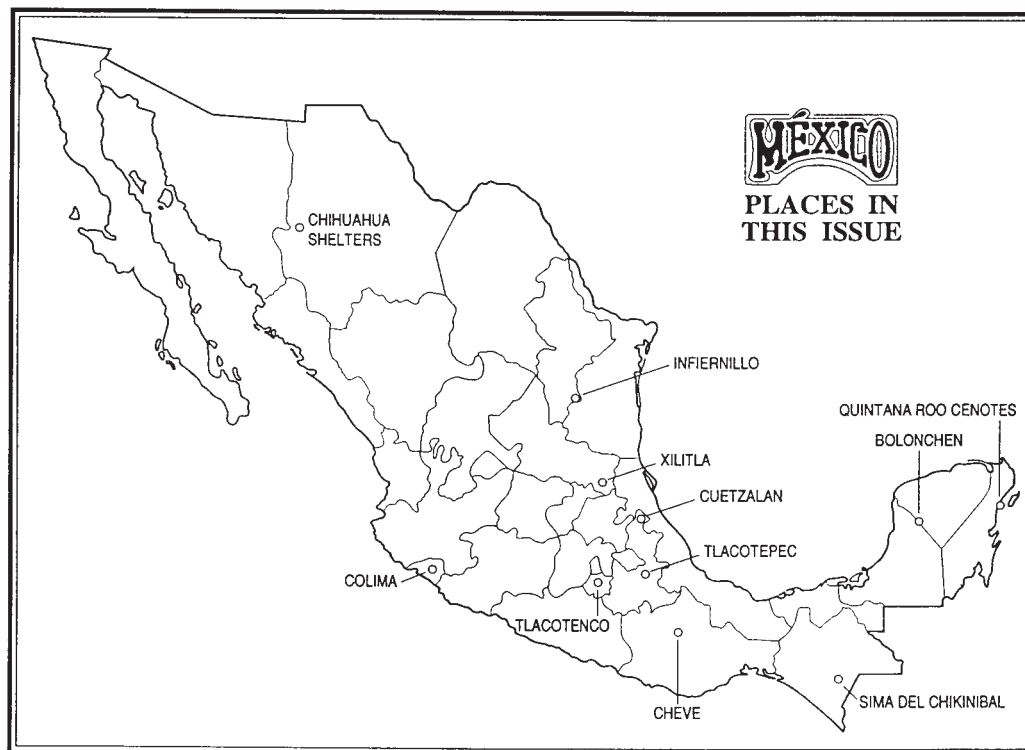 MÉXICO
PLACES IN
THIS ISSUE
CHIHUAHUA
SHELTERS
INFIERNILLO
QUINTANA ROO CENOTES
BOLONCHEN
XILITLA
CUETZALAN
TLACOTEPEC
COLIMA
TLACOTENCO
CHEVE
SIMA DEL CHIKINIBAL